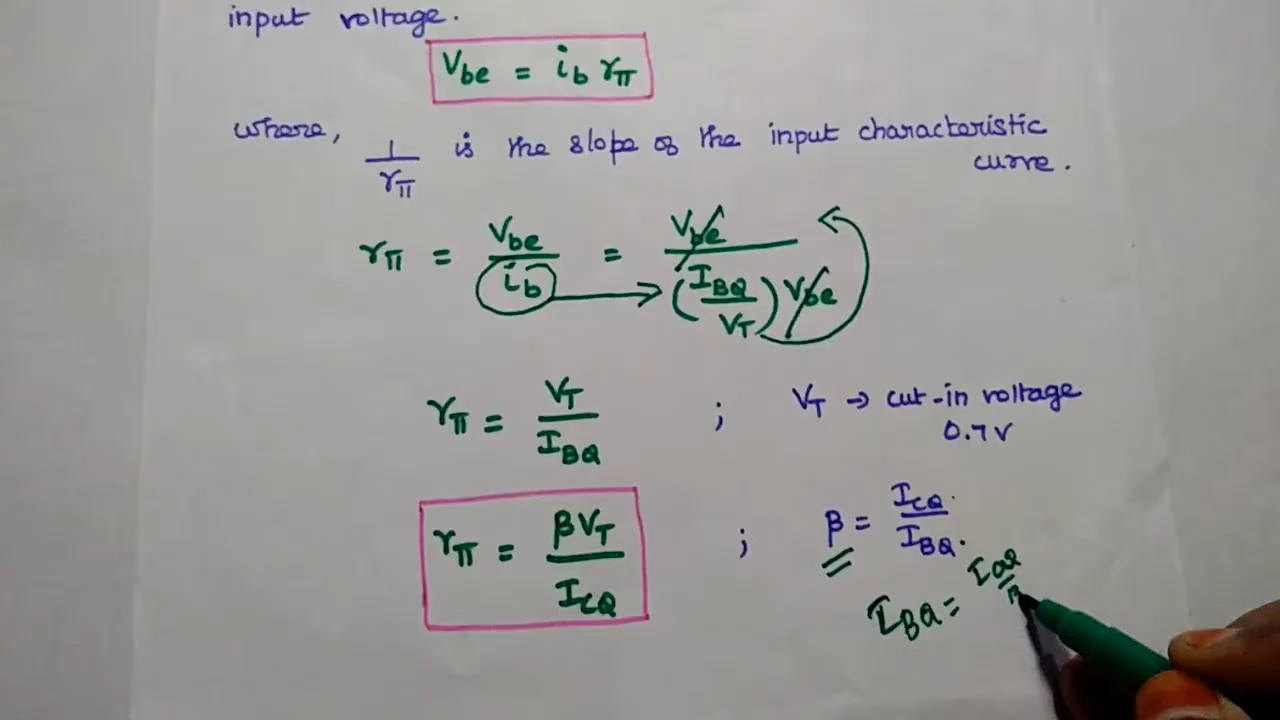 input voltage.
Vbe = ib rπ
where, 1/rπ is the slope of the input characteristic
curve.
rπ = Vbe/ib = Vbe/(IBQ/VT) Vbe
rπ = VT/IBQ ; VT → cut-in voltage
0.7V
rπ = βVT/ICQ ; β = ICQ/IBQ.
IBQ = ICQ/β